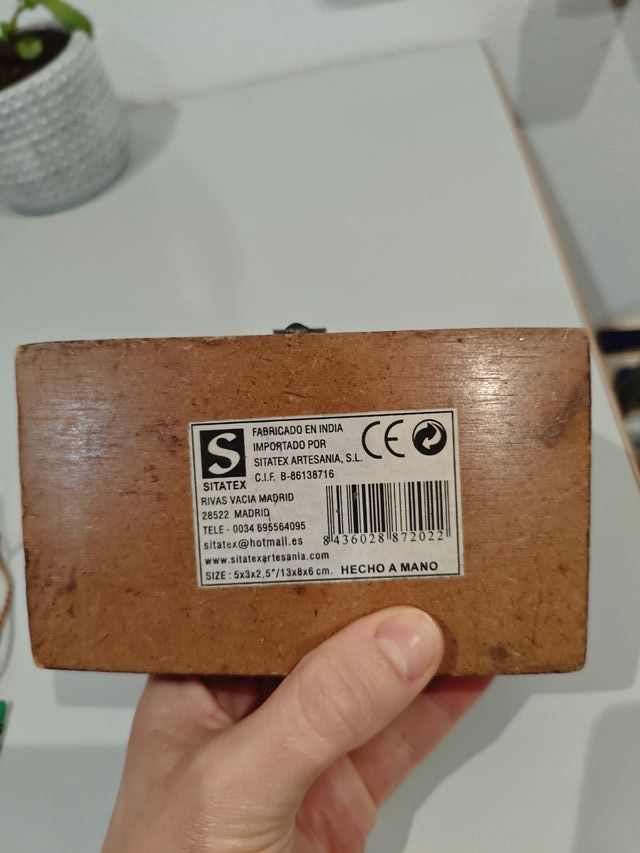 S
SITATEX
FABRICADO EN INDIA
IMPORTADO POR
SITATEX ARTESANIA, S.L.
C.I.F. B-86138716
CE
RIVAS VACIA MADRID
28522 MADRID
TELE - 0034 695564095
sitatex@hotmail.es
www.sitatexartesania.com
SIZE : 5x3x2,5"/13x8x6 cm.
8 436028 872022
HECHO A MANO